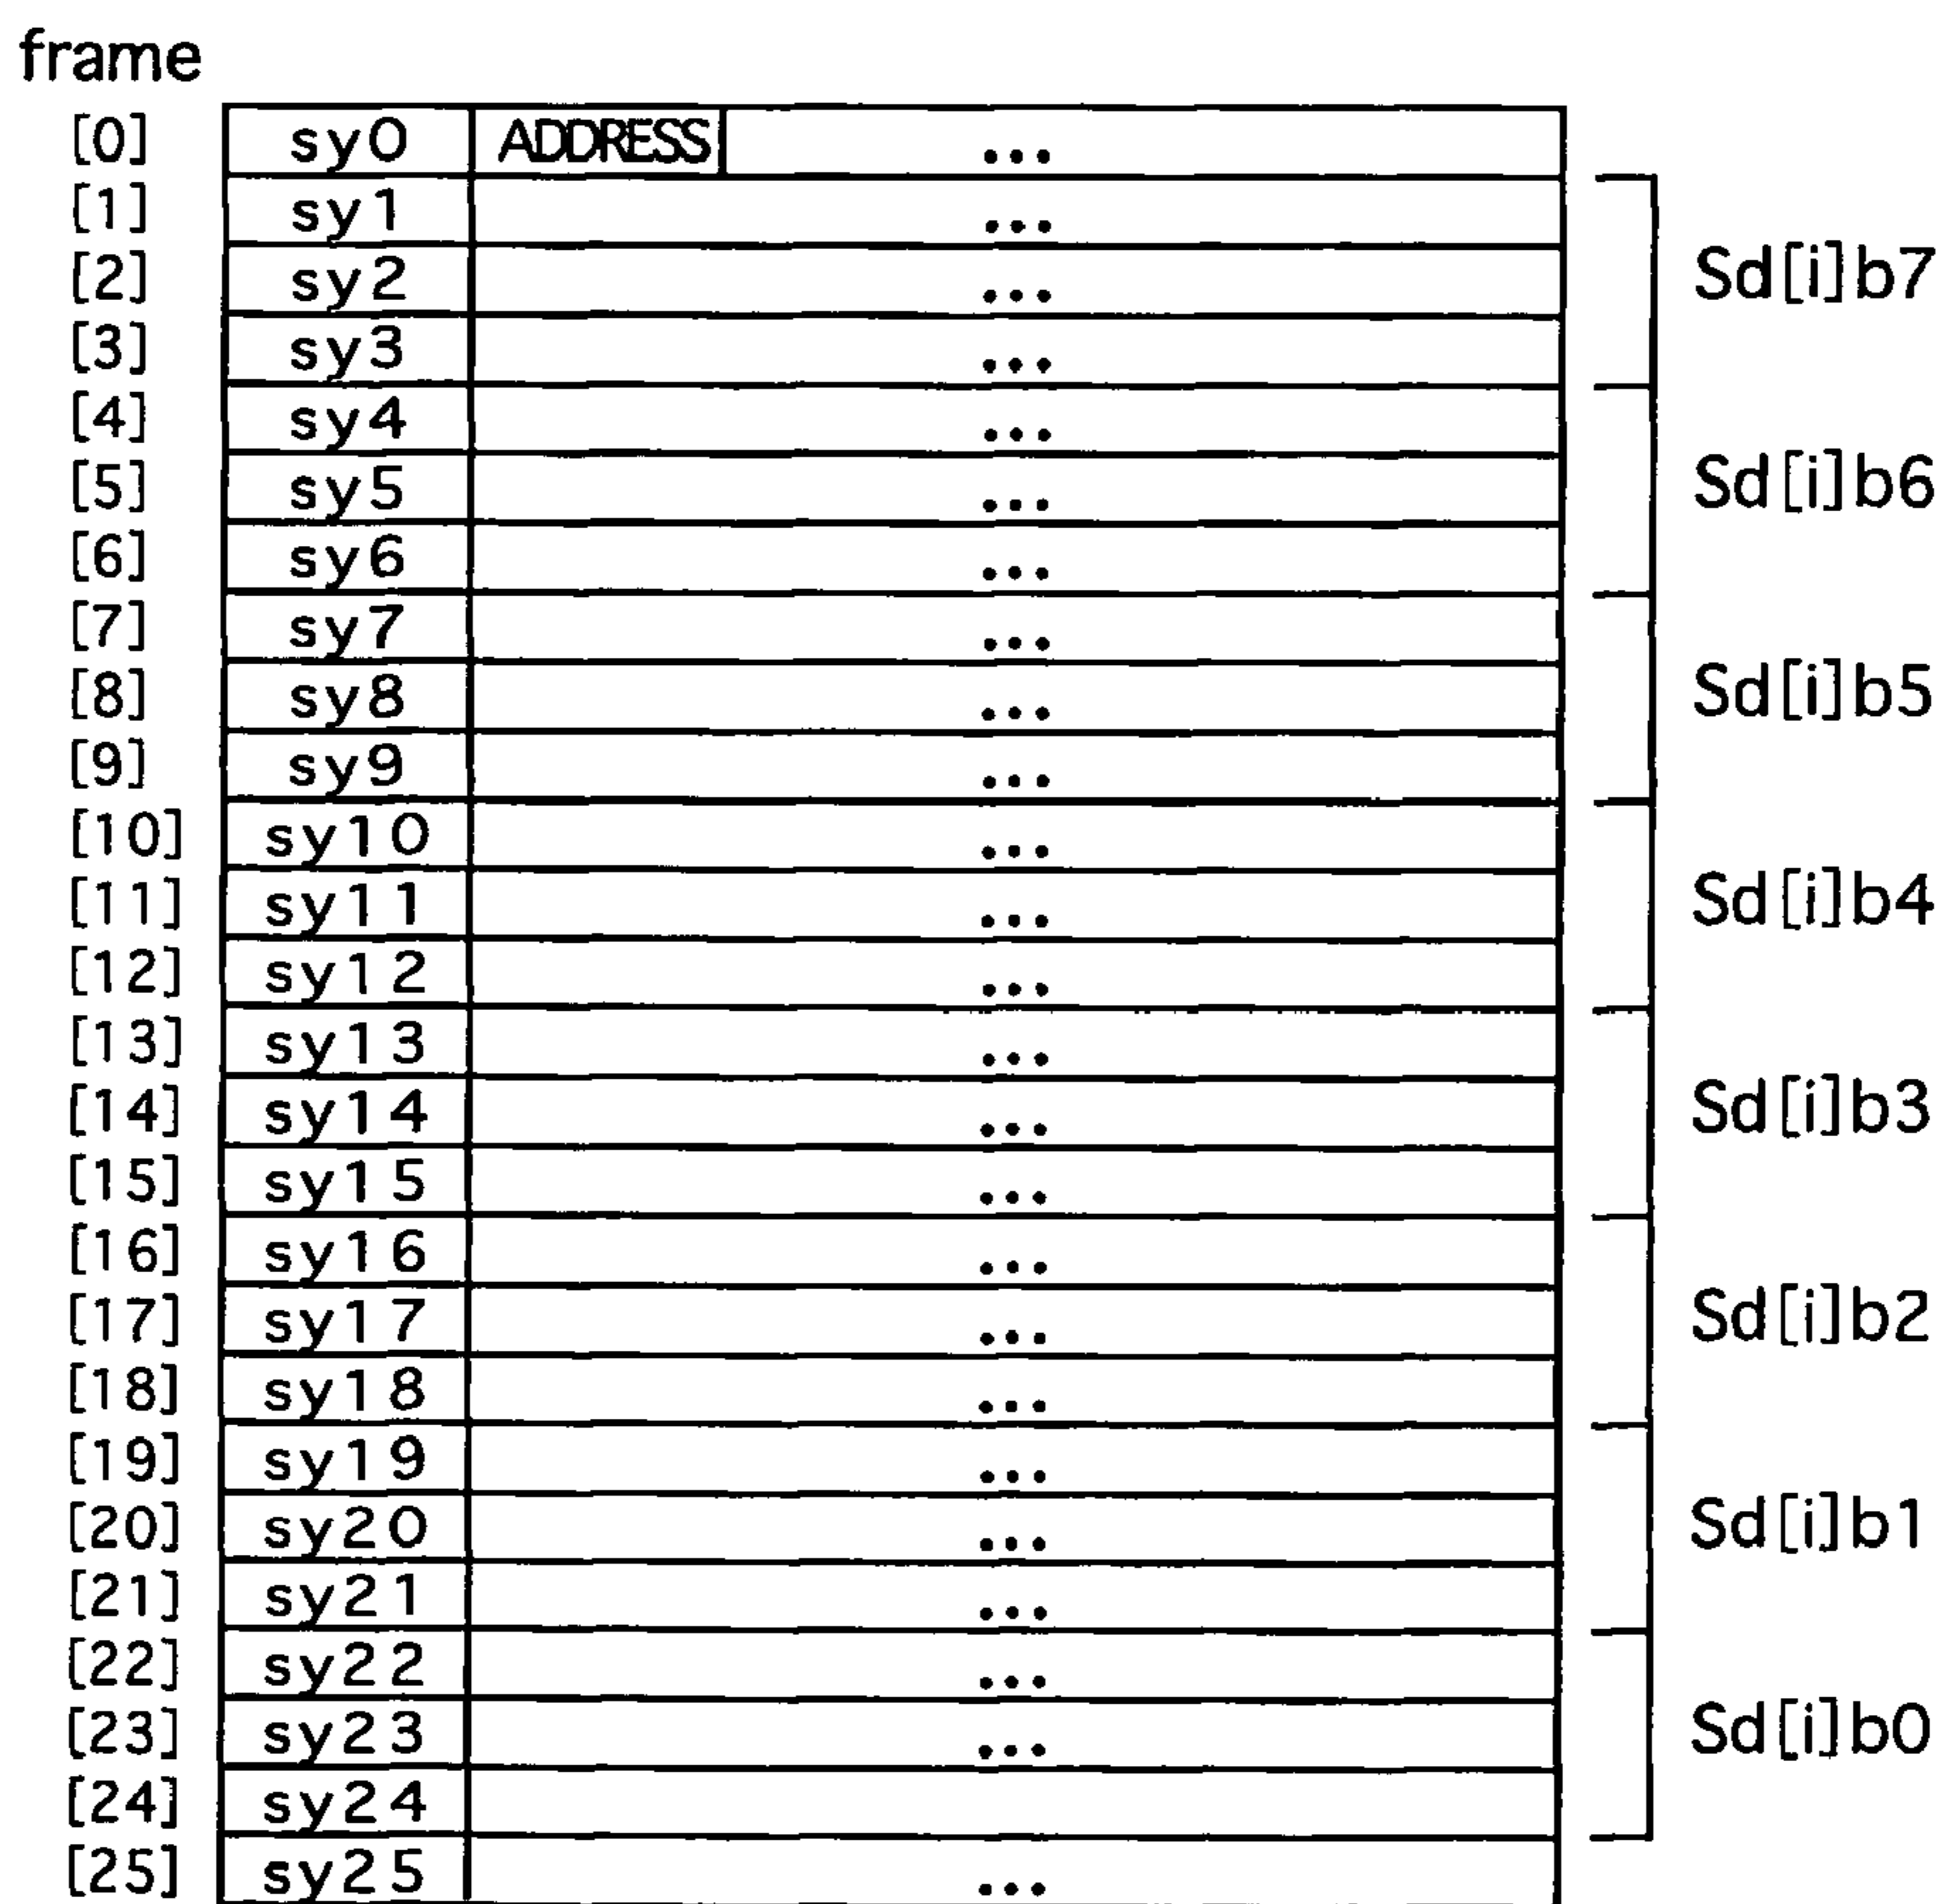 frame
[0] sy0 ADDRESS ...
[1] sy1 ...
[2] sy2 ... Sd[i]b7
[3] sy3 ...
[4] sy4 ...
[5] sy5 ... Sd[i]b6
[6] sy6 ...
[7] sy7 ...
[8] sy8 ... Sd[i]b5
[9] sy9 ...
[10] sy10 ...
[11] sy11 ... Sd[i]b4
[12] sy12 ...
[13] sy13 ...
[14] sy14 ... Sd[i]b3
[15] sy15 ...
[16] sy16 ...
[17] sy17 ... Sd[i]b2
[18] sy18 ...
[19] sy19 ...
[20] sy20 ... Sd[i]b1
[21] sy21 ...
[22] sy22 ...
[23] sy23 ... Sd[i]b0
[24] sy24
[25] sy25 ...